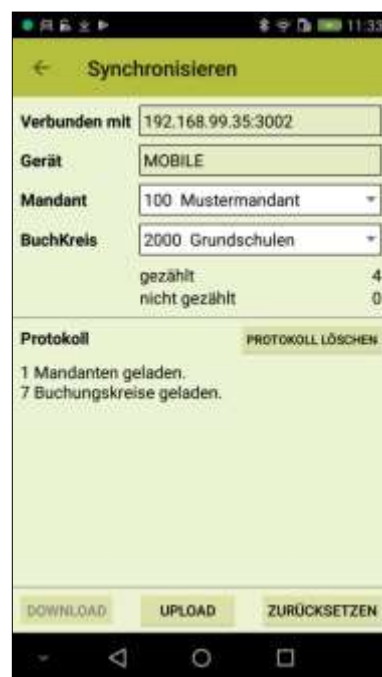 11:33
Synchronisieren
Verbunden mit 192.168.99.35:3002
Gerät MOBILE
Mandant 100 Mustermandant
BuchKreis 2000 Grundschulen
gezählt 4
nicht gezählt 0
Protokoll PROTOKOLL LÖSCHEN
1 Mandanten geladen.
7 Buchungskreise geladen.
DOWNLOAD UPLOAD ZURÜCKSETZEN